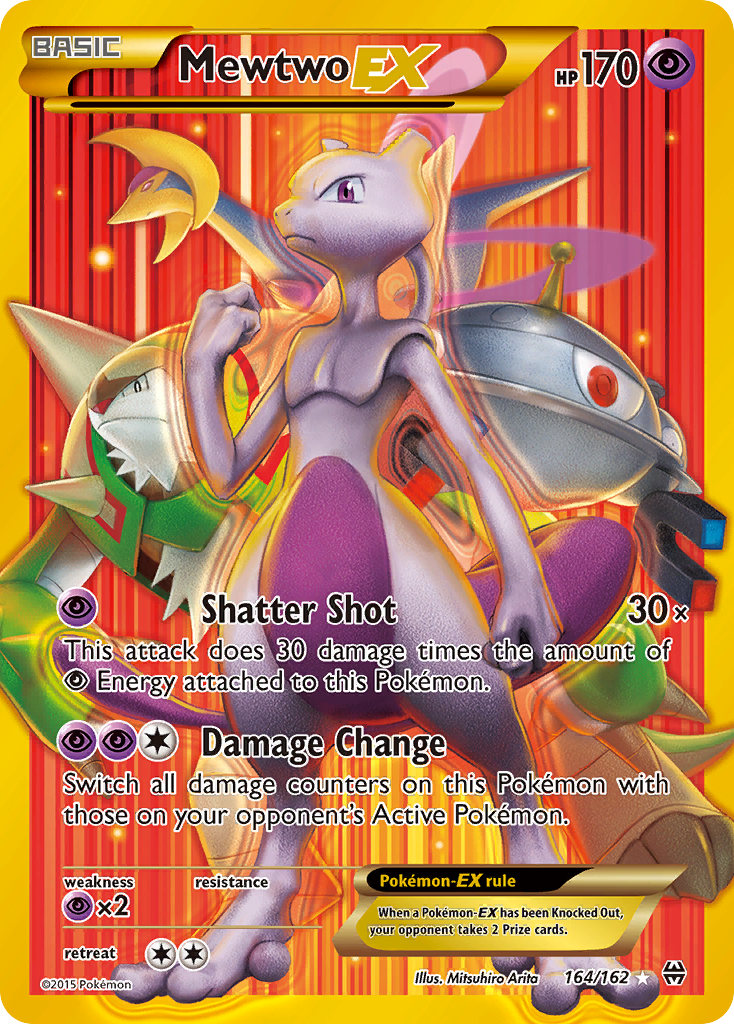 BASIC
Mewtwo EX
HP 170
Shatter Shot 30×
This attack does 30 damage times the amount of
Energy attached to this Pokémon.
Damage Change
Switch all damage counters on this Pokémon with
those on your opponent's Active Pokémon.
weakness resistance
×2
retreat
Pokémon-EX rule
When a Pokémon-EX has been Knocked Out,
your opponent takes 2 Prize cards.
©2015 Pokémon
Illus. Mitsuhiro Arita 164/162